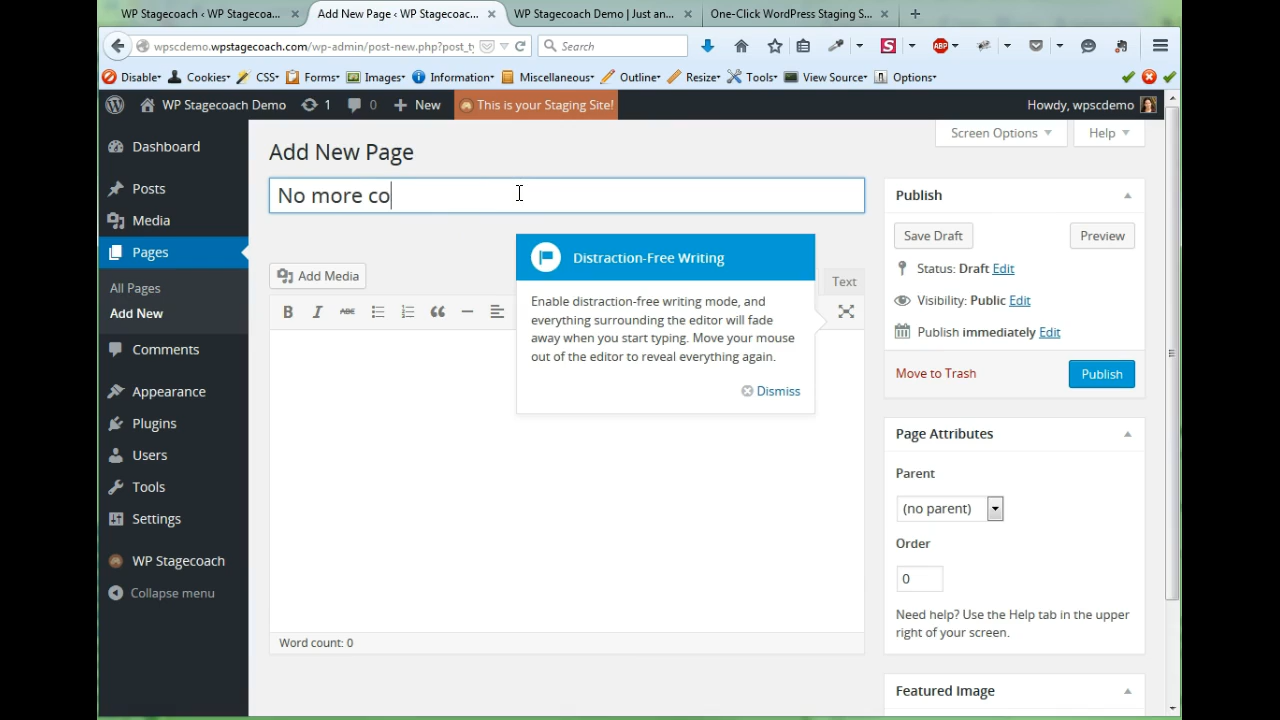 WP Stagecoach ‹ WP Stagecoa...
Add New Page ‹ WP Stagecoac...
WP Stagecoach Demo | Just an...
One-Click WordPress Staging S...
wpscdemo.wpstagecoach.com/wp-admin/post-new.php?post_t
Search
Disable
Cookies
CSS
Forms
Images
Information
Miscellaneous
Outline
Resize
Tools
View Source
Options
WP Stagecoach Demo
1
0
New
This is your Staging Site!
Howdy, wpscdemo
Screen Options
Help
Dashboard
Posts
Media
Pages
All Pages
Add New
Comments
Appearance
Plugins
Users
Tools
Settings
WP Stagecoach
Collapse menu
Add New Page
No more co
Add Media
Text
B
I
ABC
Distraction-Free Writing
Enable distraction-free writing mode, and
everything surrounding the editor will fade
away when you start typing. Move your mouse
out of the editor to reveal everything again.
Dismiss
Word count: 0
Publish
Save Draft
Preview
Status: Draft Edit
Visibility: Public Edit
Publish immediately Edit
Move to Trash
Publish
Page Attributes
Parent
(no parent)
Order
0
Need help? Use the Help tab in the upper
right of your screen.
Featured Image